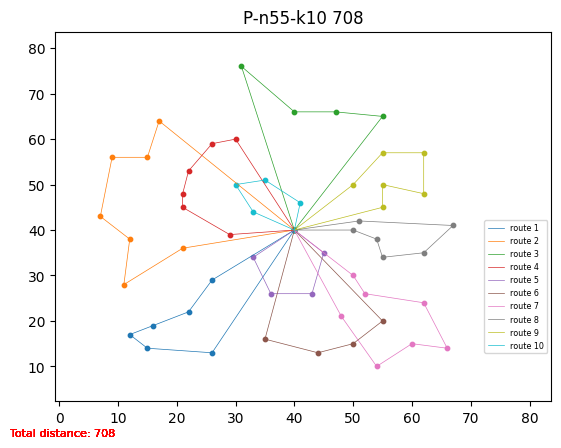 P-n55-k10 708
80
70
60
50
40
30
20
10
0 10 20 30 40 50 60 70 80
route 1
route 2
route 3
route 4
route 5
route 6
route 7
route 8
route 9
route 10
Total distance: 708